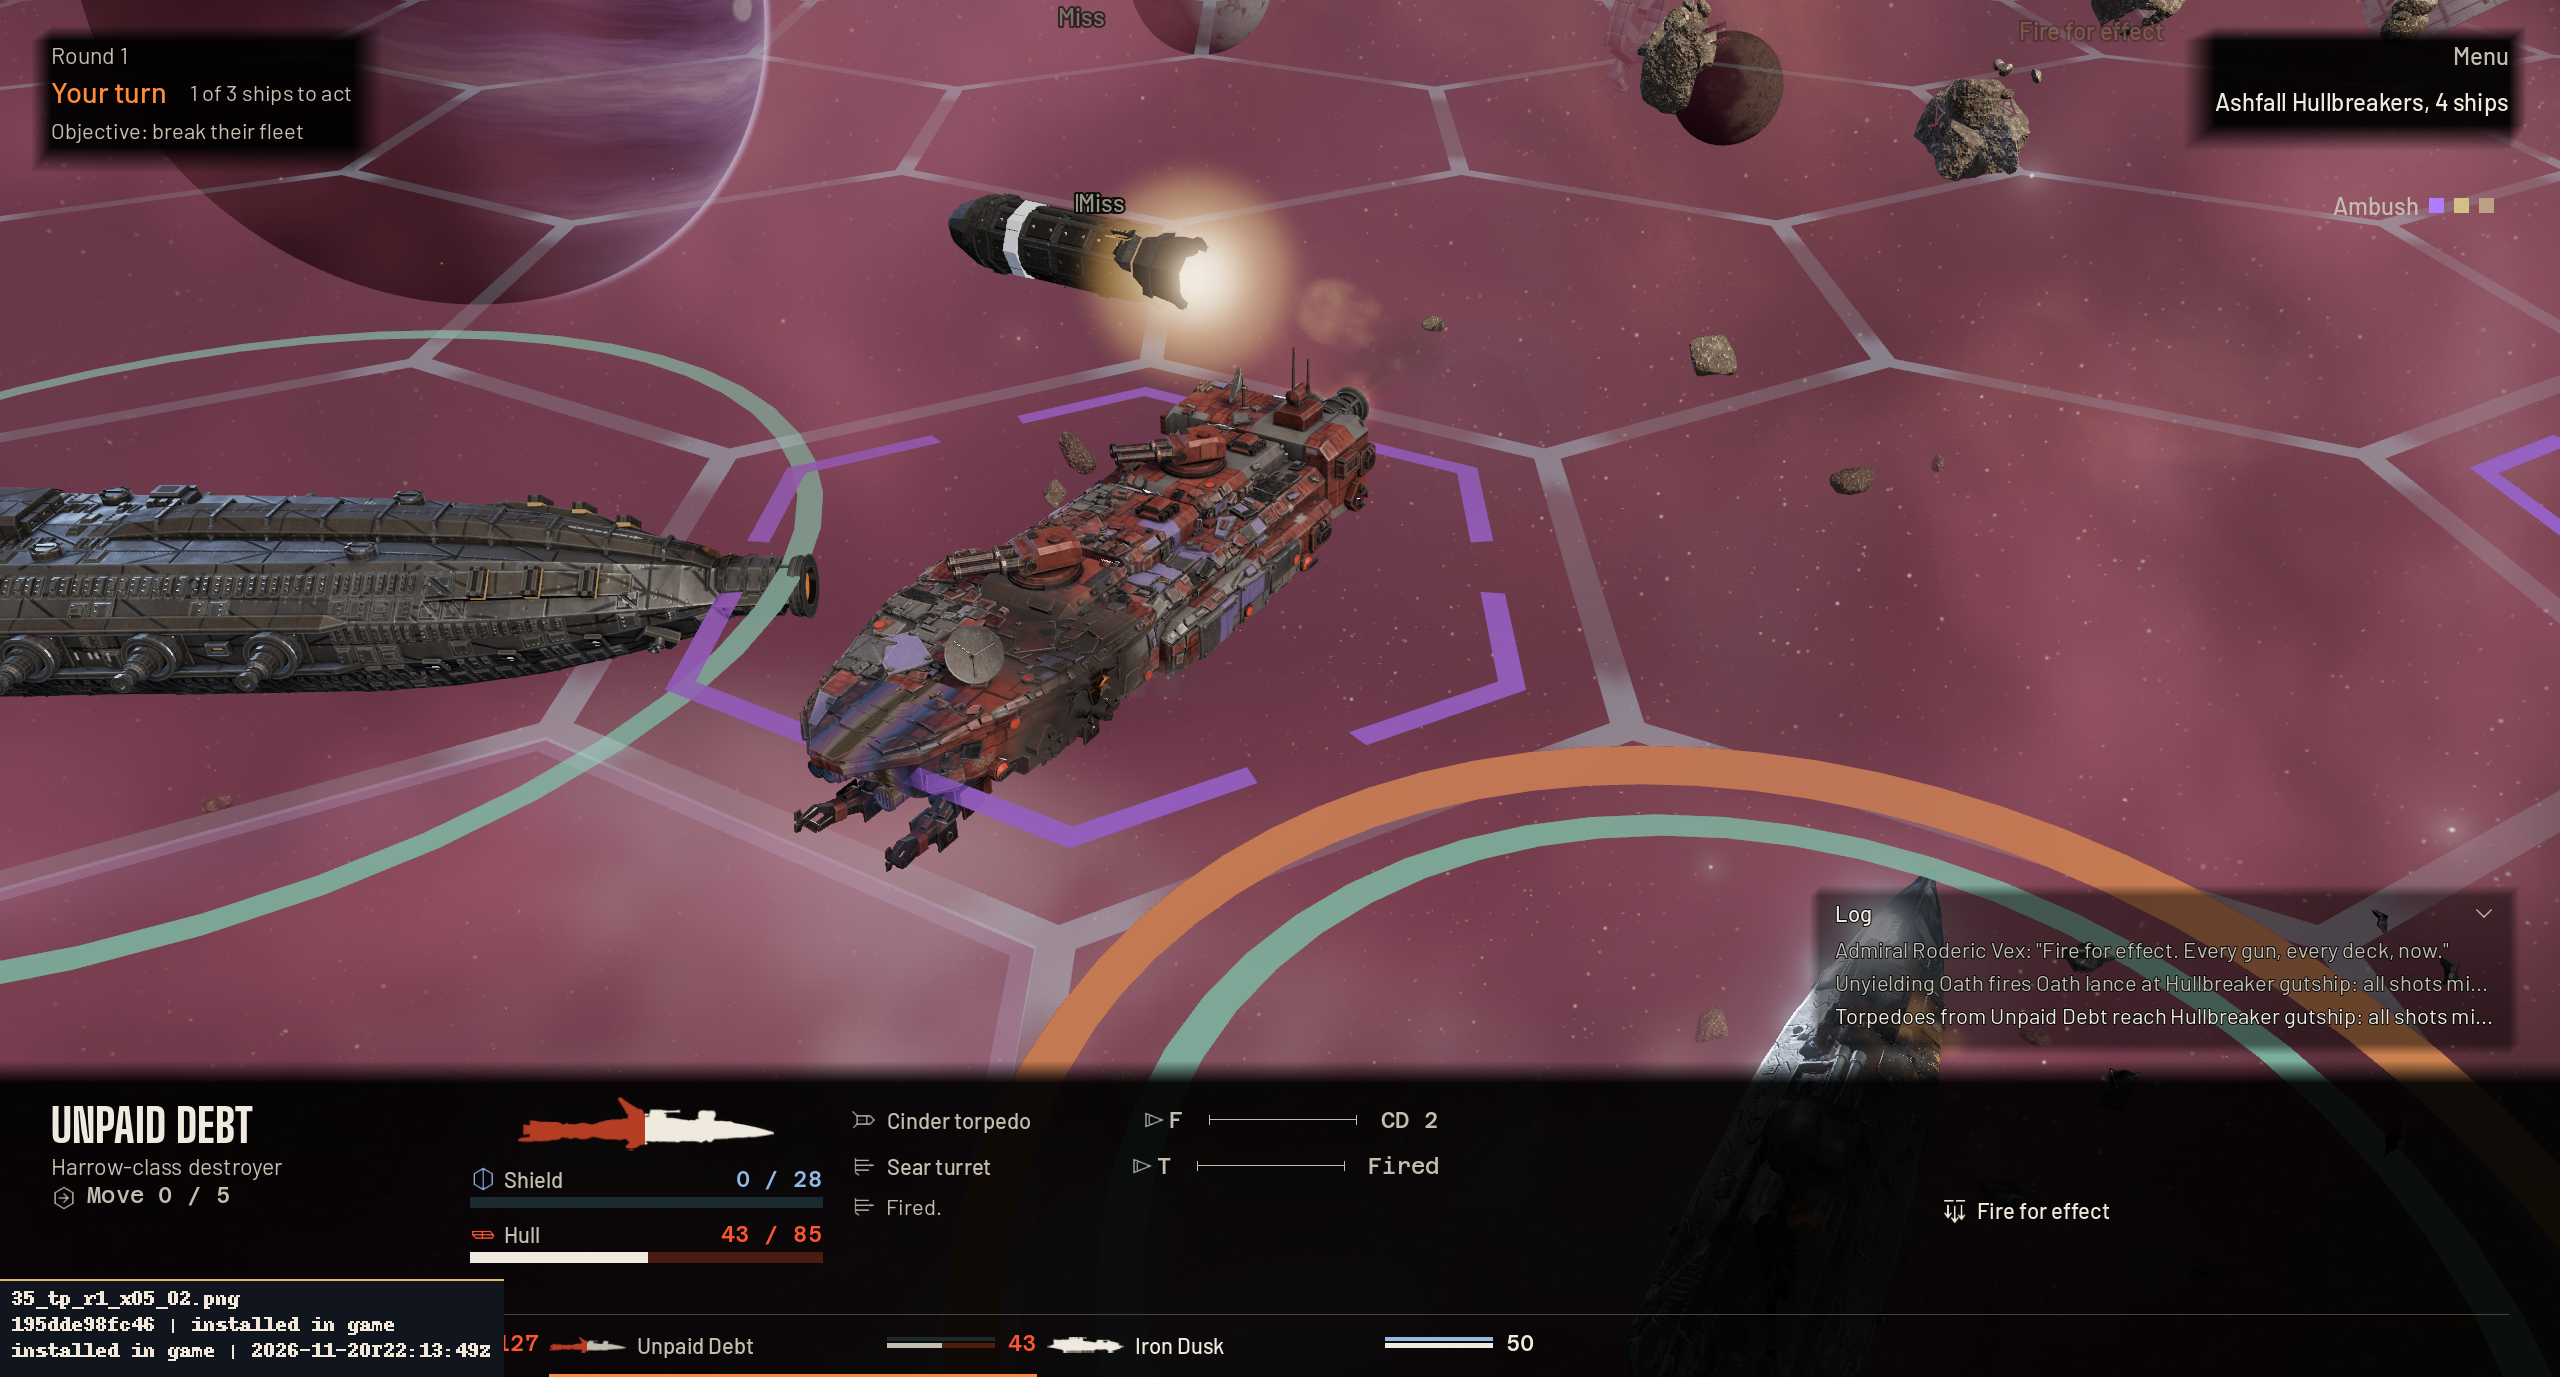 Miss
Fire for effect
Round 1
Your turn 1 of 3 ships to act
Objective: break their fleet
Menu
Ashfall Hullbreakers, 4 ships
Ambush
Miss
Log
Admiral Roderic Vex: "Fire for effect. Every gun, every deck, now."
Unyielding Oath fires Oath lance at Hullbreaker gutship: all shots mi...
Torpedoes from Unpaid Debt reach Hullbreaker gutship: all shots mi...
UNPAID DEBT
Harrow-class destroyer
Move 0 / 5
Shield 0 / 28
Hull 43 / 85
Cinder torpedo F CD 2
Sear turret T Fired
Fired.
Fire for effect
35_tp_r1_x05_02.png
195dde98fc46 | installed in game
installed in game | 2026-11-20T22:13:49Z
127 Unpaid Debt 43 Iron Dusk 50